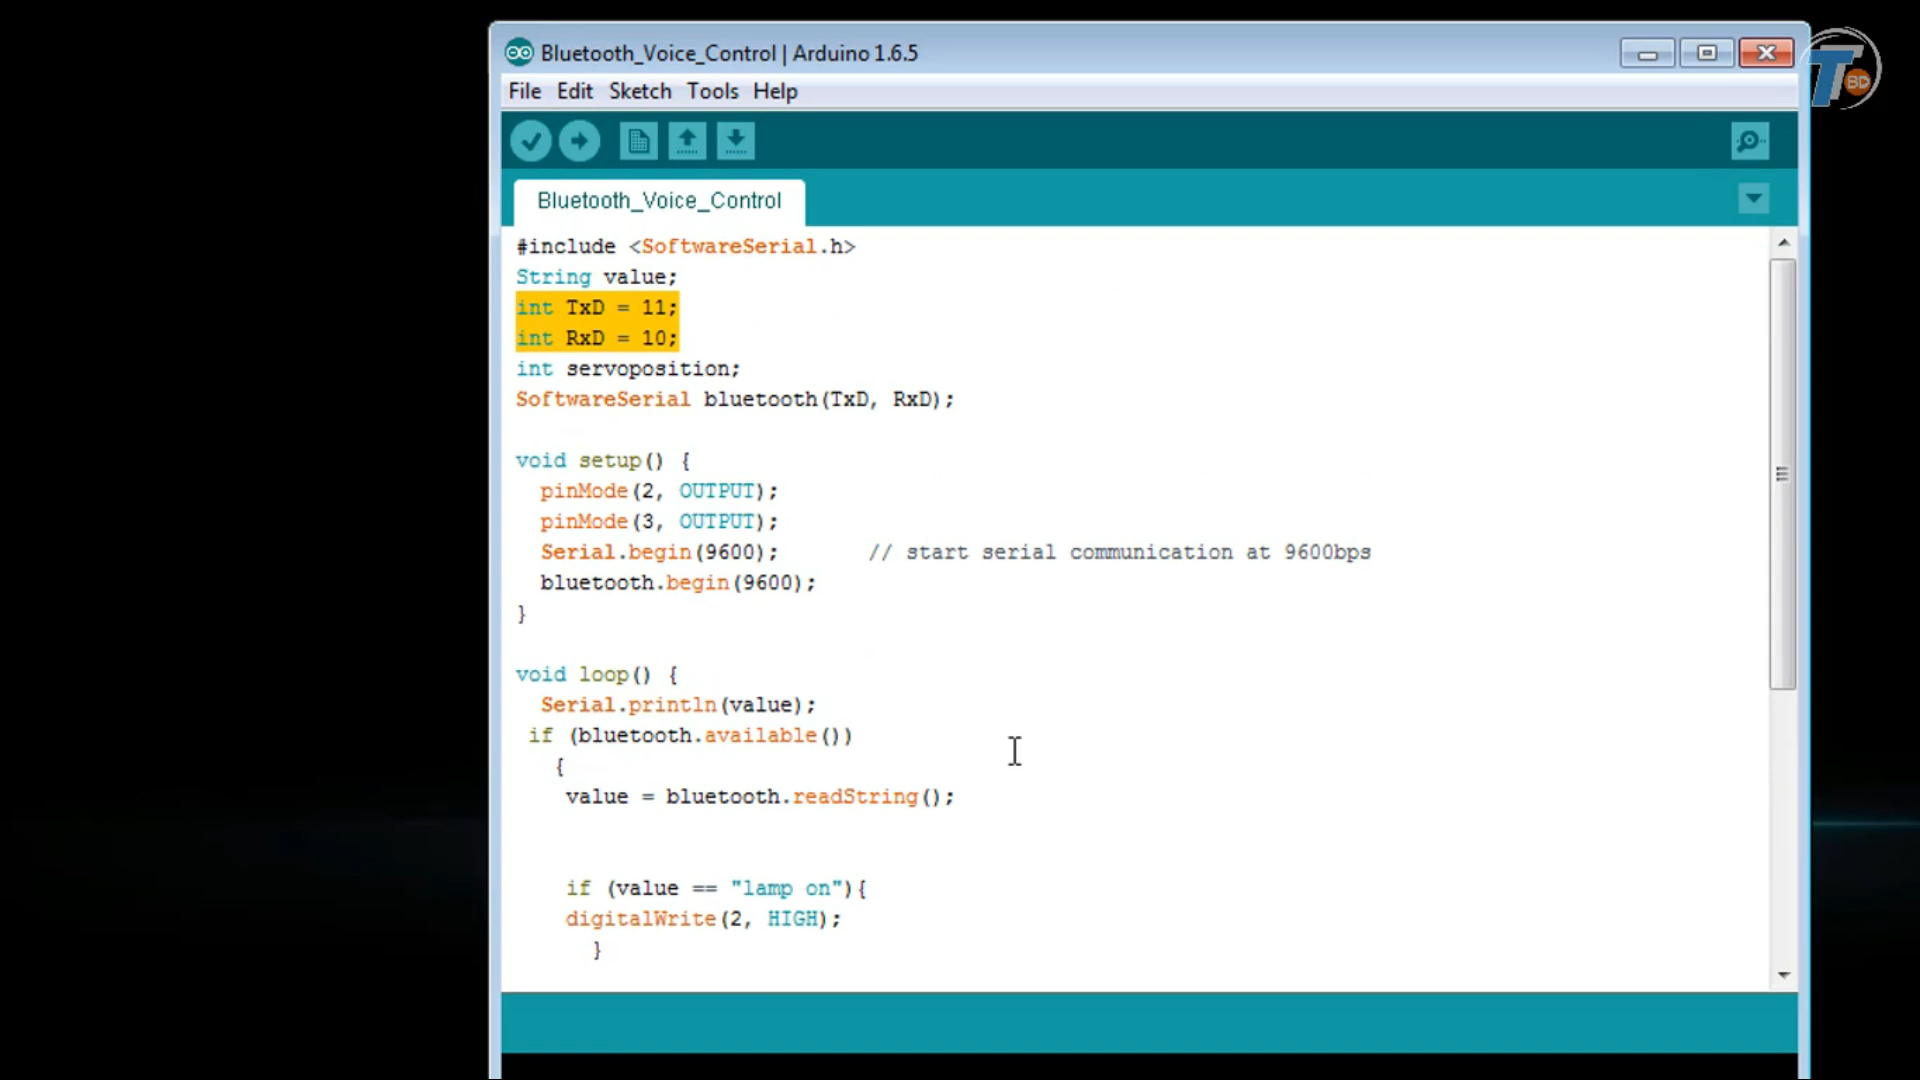 Bluetooth_Voice_Control | Arduino 1.6.5
T BD
File Edit Sketch Tools Help
Bluetooth_Voice_Control
#include <SoftwareSerial.h>
String value;
int TxD = 11;
int RxD = 10;
int servoposition;
SoftwareSerial bluetooth(TxD, RxD);
void setup() {
pinMode(2, OUTPUT);
pinMode(3, OUTPUT);
Serial.begin(9600); // start serial communication at 9600bps
bluetooth.begin(9600);
}
void loop() {
Serial.println(value);
if (bluetooth.available())
{
value = bluetooth.readString();
if (value == "lamp on"){
digitalWrite(2, HIGH);
}